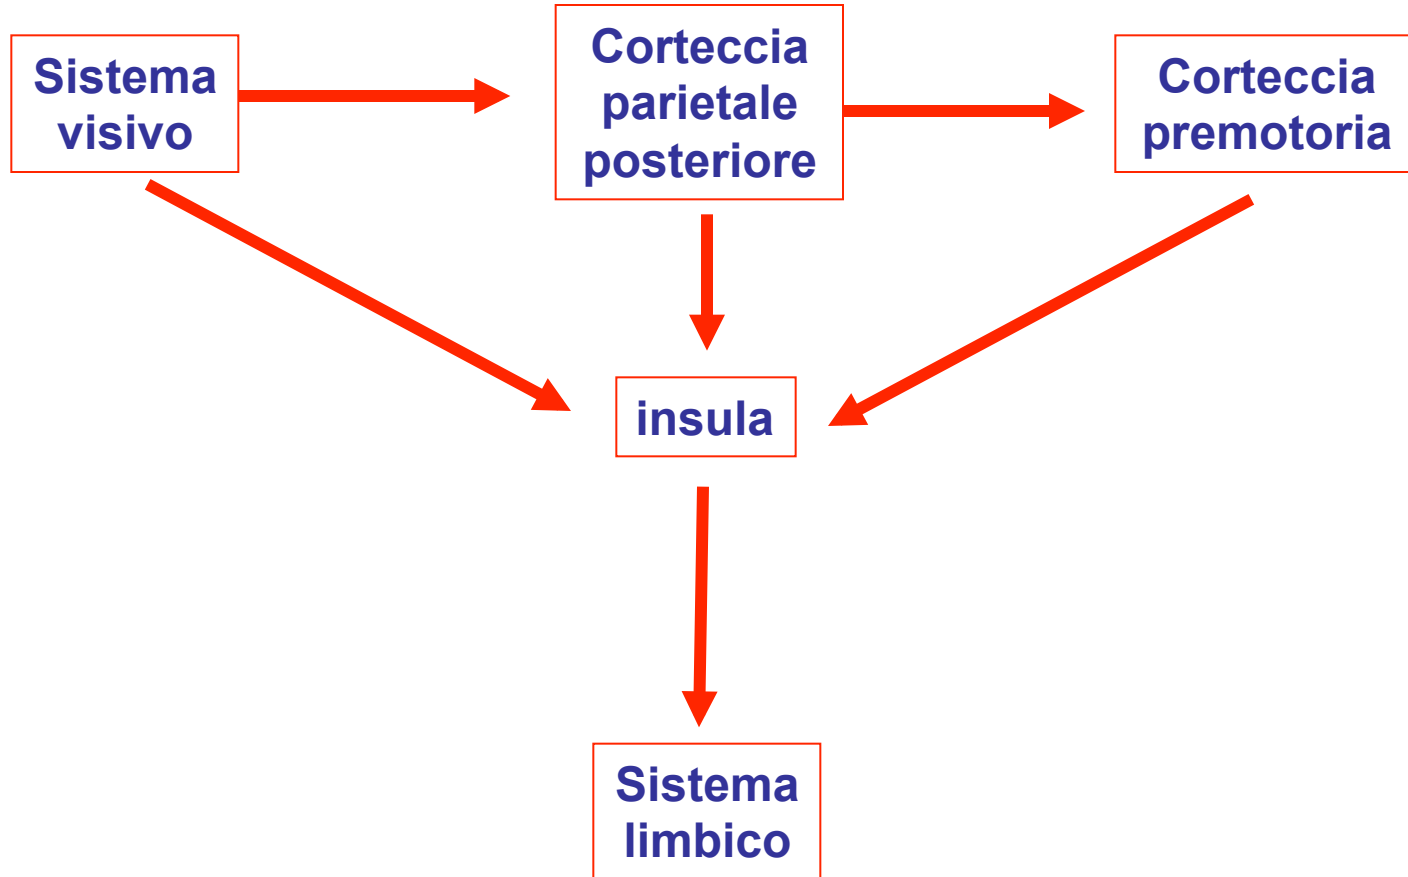 Sistema
visivo
Corteccia
parietale
posteriore
Corteccia
premotoria
insula
Sistema
limbico